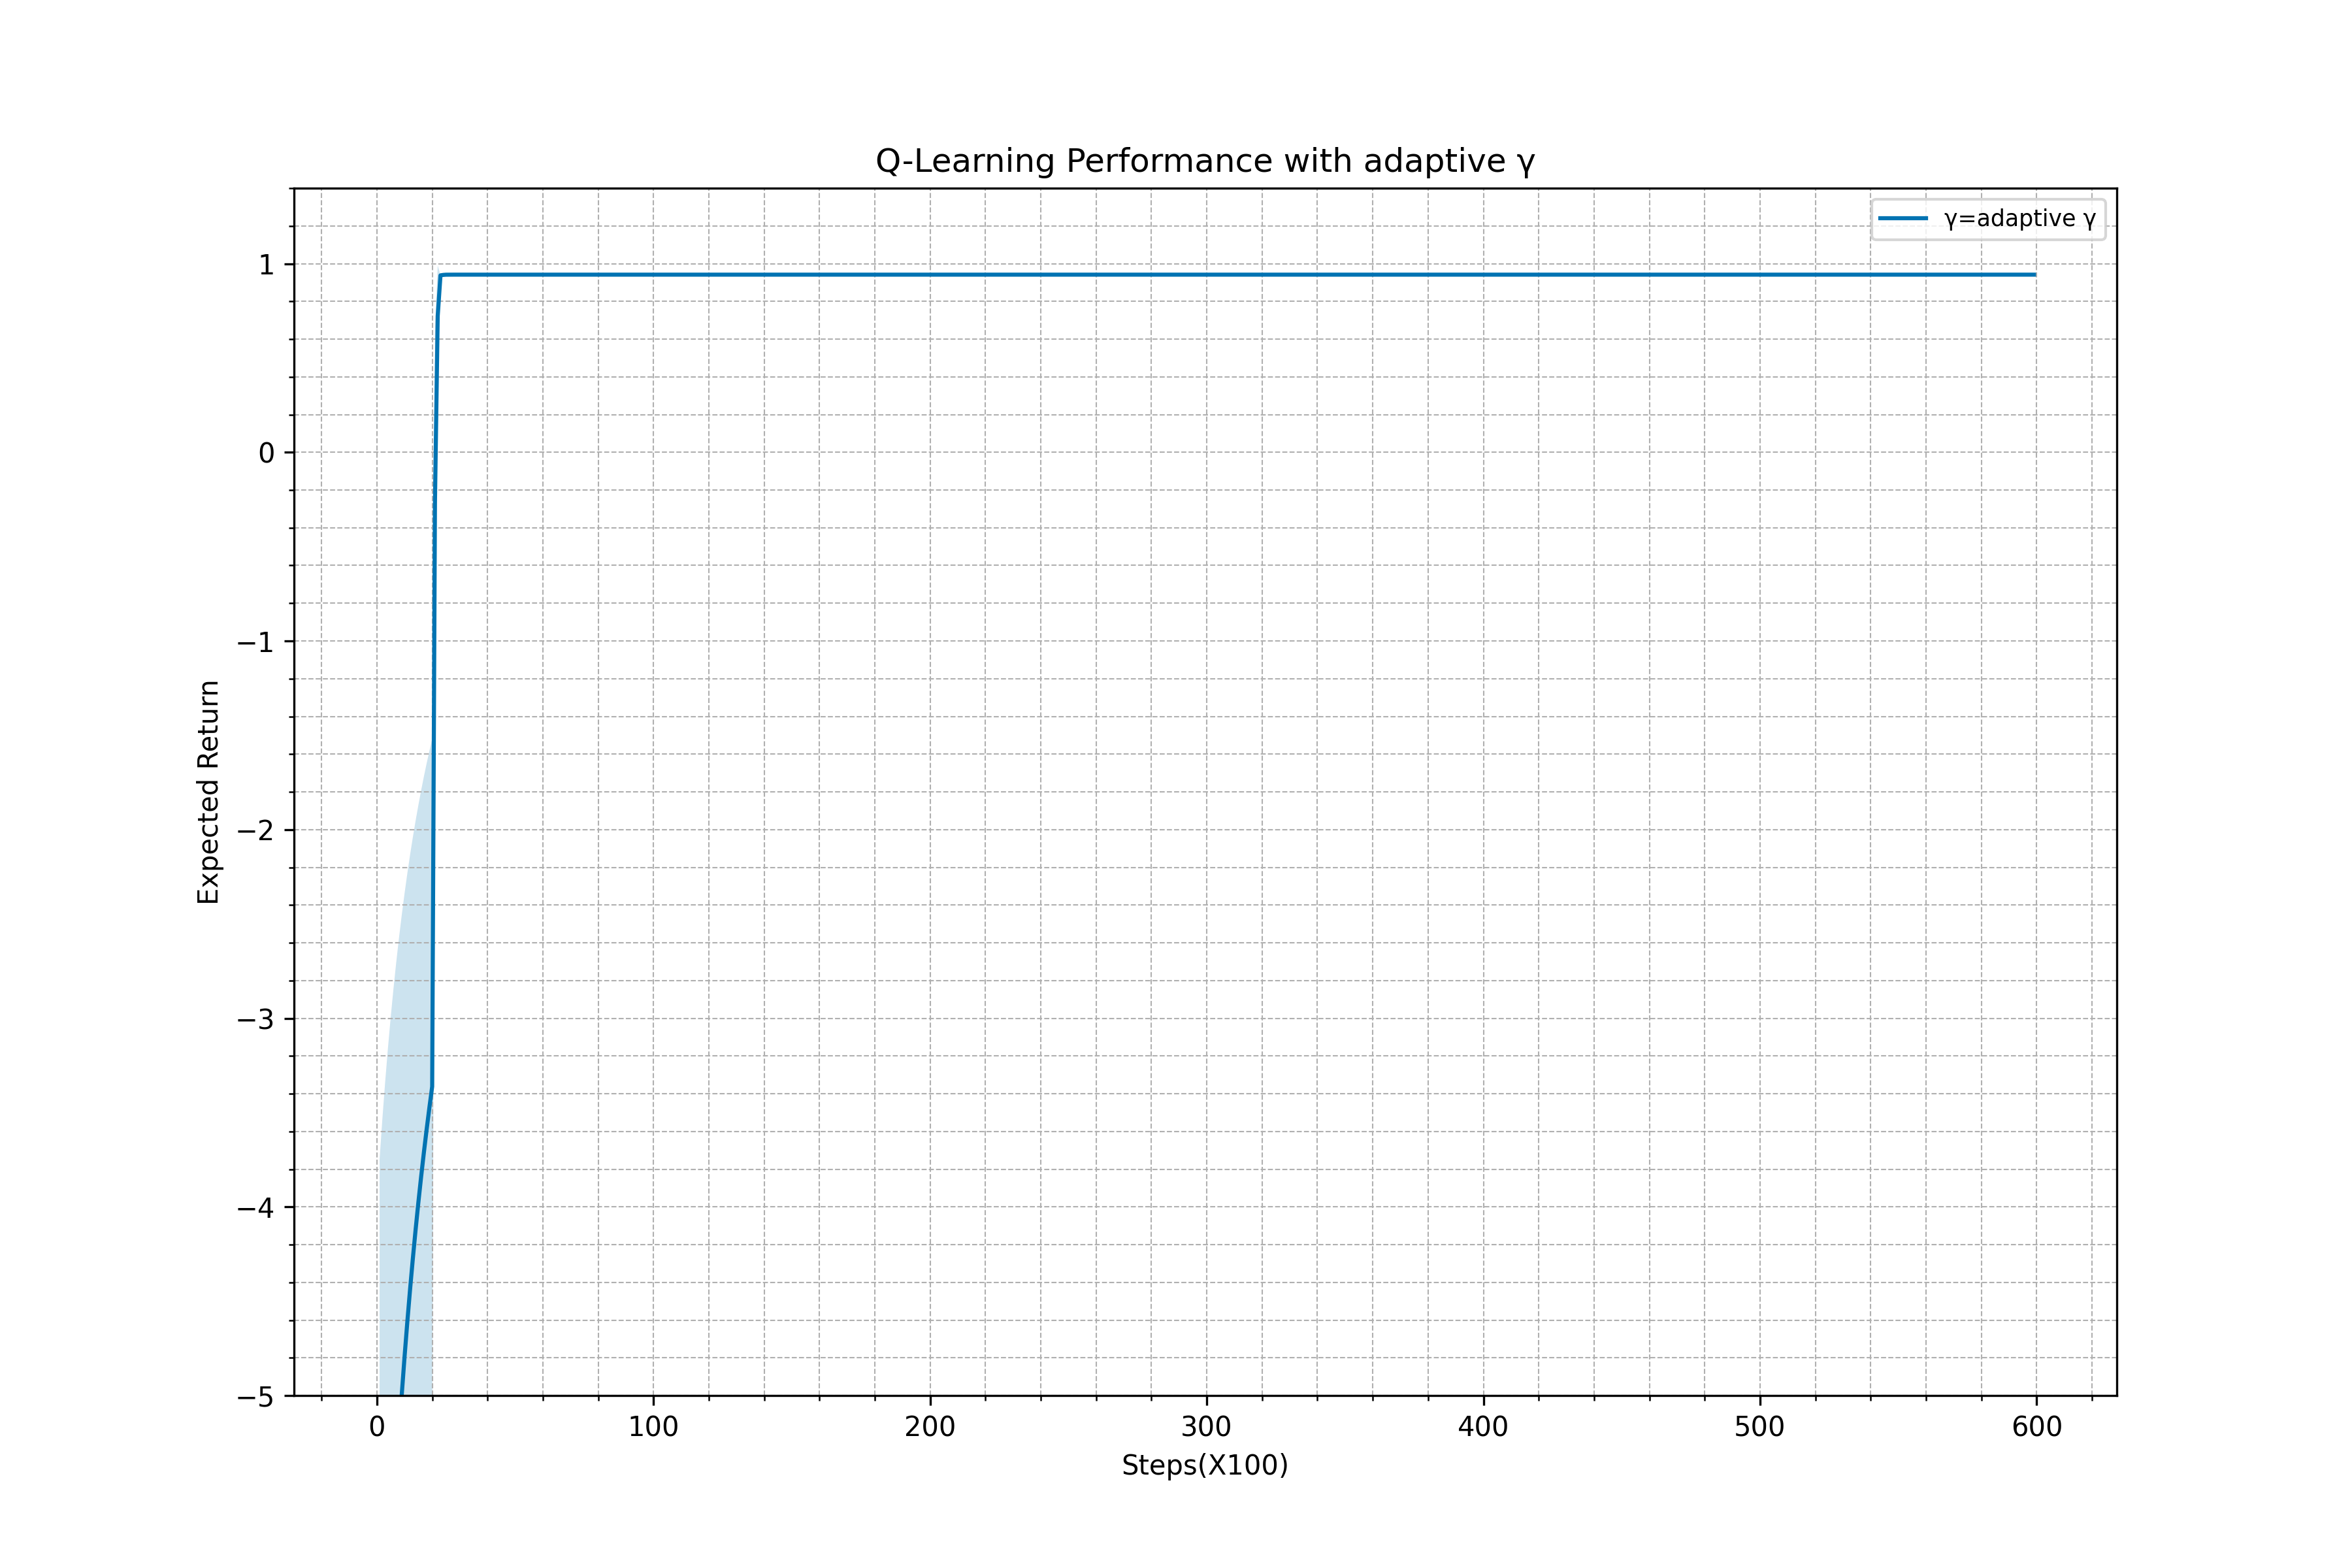 Q-Learning Performance with adaptive γ
γ=adaptive γ
1
0
−1
−2
−3
−4
−5
Expected Return
0 100 200 300 400 500 600
Steps(X100)